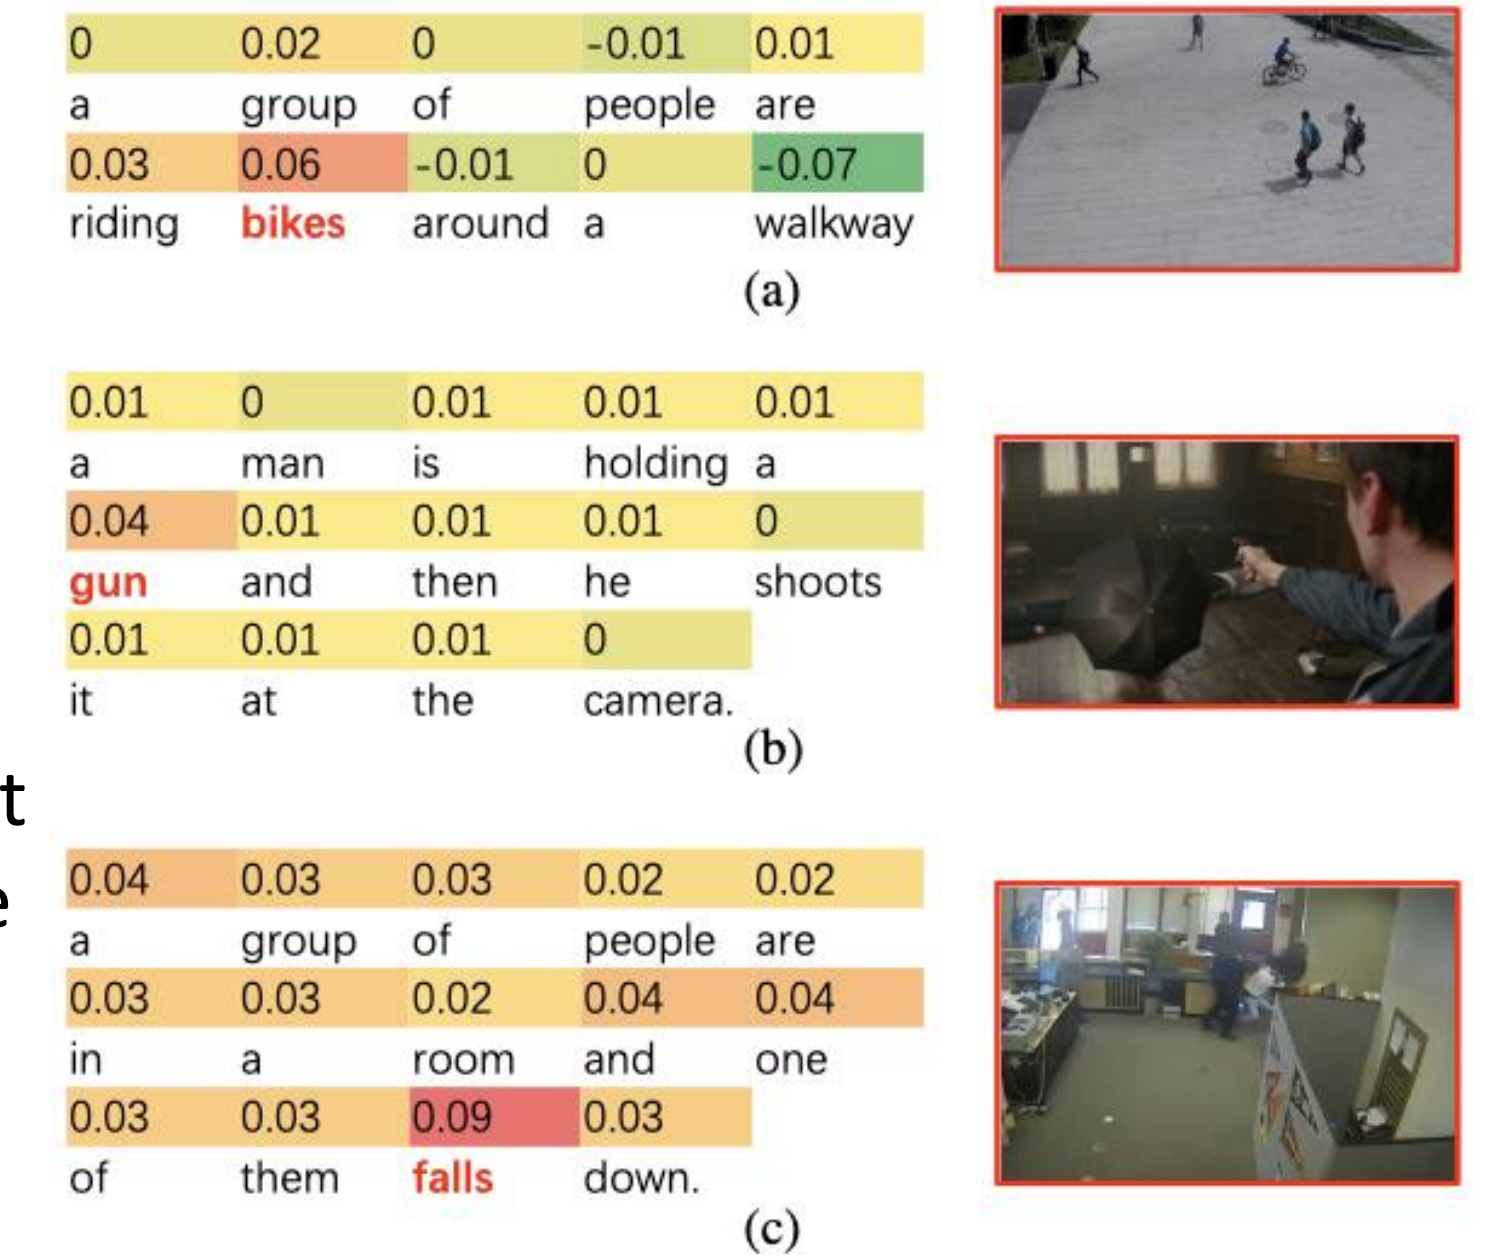 0 0.02 0 -0.01 0.01
a group of people are
0.03 0.06 -0.01 0 -0.07
riding bikes around a walkway
(a)
0.01 0 0.01 0.01 0.01
a man is holding a
0.04 0.01 0.01 0.01 0
gun and then he shoots
0.01 0.01 0.01 0
it at the camera.
(b)
t
e
0.04 0.03 0.03 0.02 0.02
a group of people are
0.03 0.03 0.02 0.04 0.04
in a room and one
0.03 0.03 0.09 0.03
of them falls down.
(c)